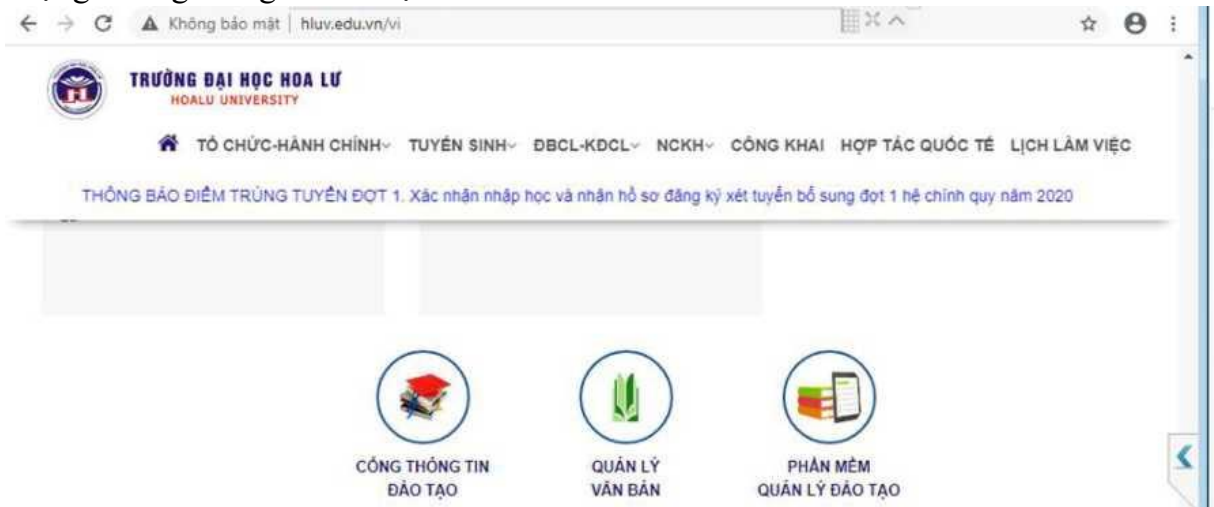 Không bảo mật | hluv.edu.vn/vi
TRƯỜNG ĐẠI HỌC HOA LƯ
HOALU UNIVERSITY
TỔ CHỨC-HÀNH CHÍNH TUYỂN SINH ĐBCL-KĐCL NCKH CÔNG KHAI HỢP TÁC QUỐC TẾ LỊCH LÀM VIỆC
THÔNG BÁO ĐIỂM TRÚNG TUYỂN ĐỢT 1. Xác nhận nhập học và nhận hồ sơ đăng ký xét tuyển bổ sung đợt 1 hệ chính quy năm 2020
CỔNG THÔNG TIN
ĐÀO TẠO
QUẢN LÝ
VĂN BẢN
PHẦN MỀM
QUẢN LÝ ĐÀO TẠO